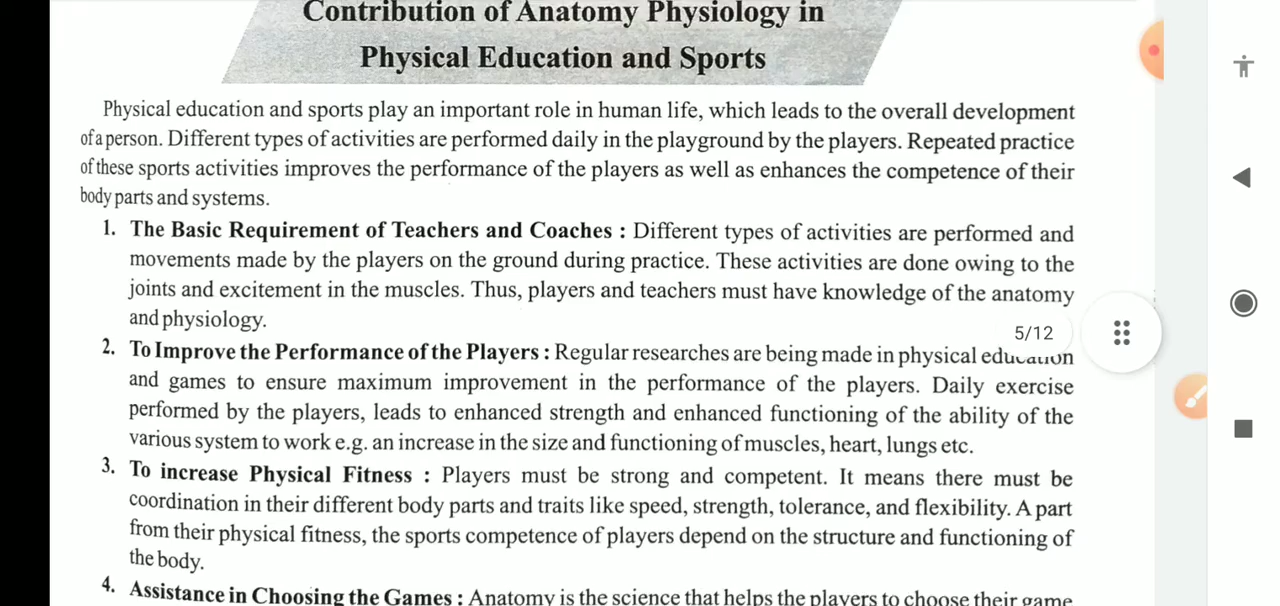 Contribution of Anatomy Physiology in
Physical Education and Sports
Physical education and sports play an important role in human life, which leads to the overall development
of a person. Different types of activities are performed daily in the playground by the players. Repeated practice
of these sports activities improves the performance of the players as well as enhances the competence of their
body parts and systems.
1. The Basic Requirement of Teachers and Coaches : Different types of activities are performed and
movements made by the players on the ground during practice. These activities are done owing to the
joints and excitement in the muscles. Thus, players and teachers must have knowledge of the anatomy
and physiology.
5/12
2. To Improve the Performance of the Players : Regular researches are being made in physical education
and games to ensure maximum improvement in the performance of the players. Daily exercise
performed by the players, leads to enhanced strength and enhanced functioning of the ability of the
various system to work e.g. an increase in the size and functioning of muscles, heart, lungs etc.
3. To increase Physical Fitness : Players must be strong and competent. It means there must be
coordination in their different body parts and traits like speed, strength, tolerance, and flexibility. A part
from their physical fitness, the sports competence of players depend on the structure and functioning of
the body.
4. Assistance in Choosing the Games : Anatomy is the science that helps the players to choose their game